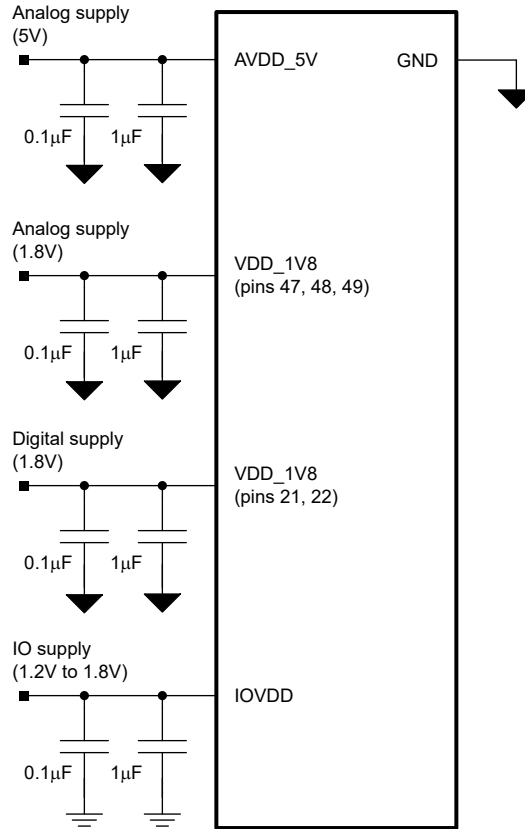 Analog supply
(5V)
AVDD_5V
GND
0.1μF
1μF
Analog supply
(1.8V)
VDD_1V8
(pins 47, 48, 49)
0.1μF
1μF
Digital supply
(1.8V)
VDD_1V8
(pins 21, 22)
0.1μF
1μF
IO supply
(1.2V to 1.8V)
IOVDD
0.1μF
1μF